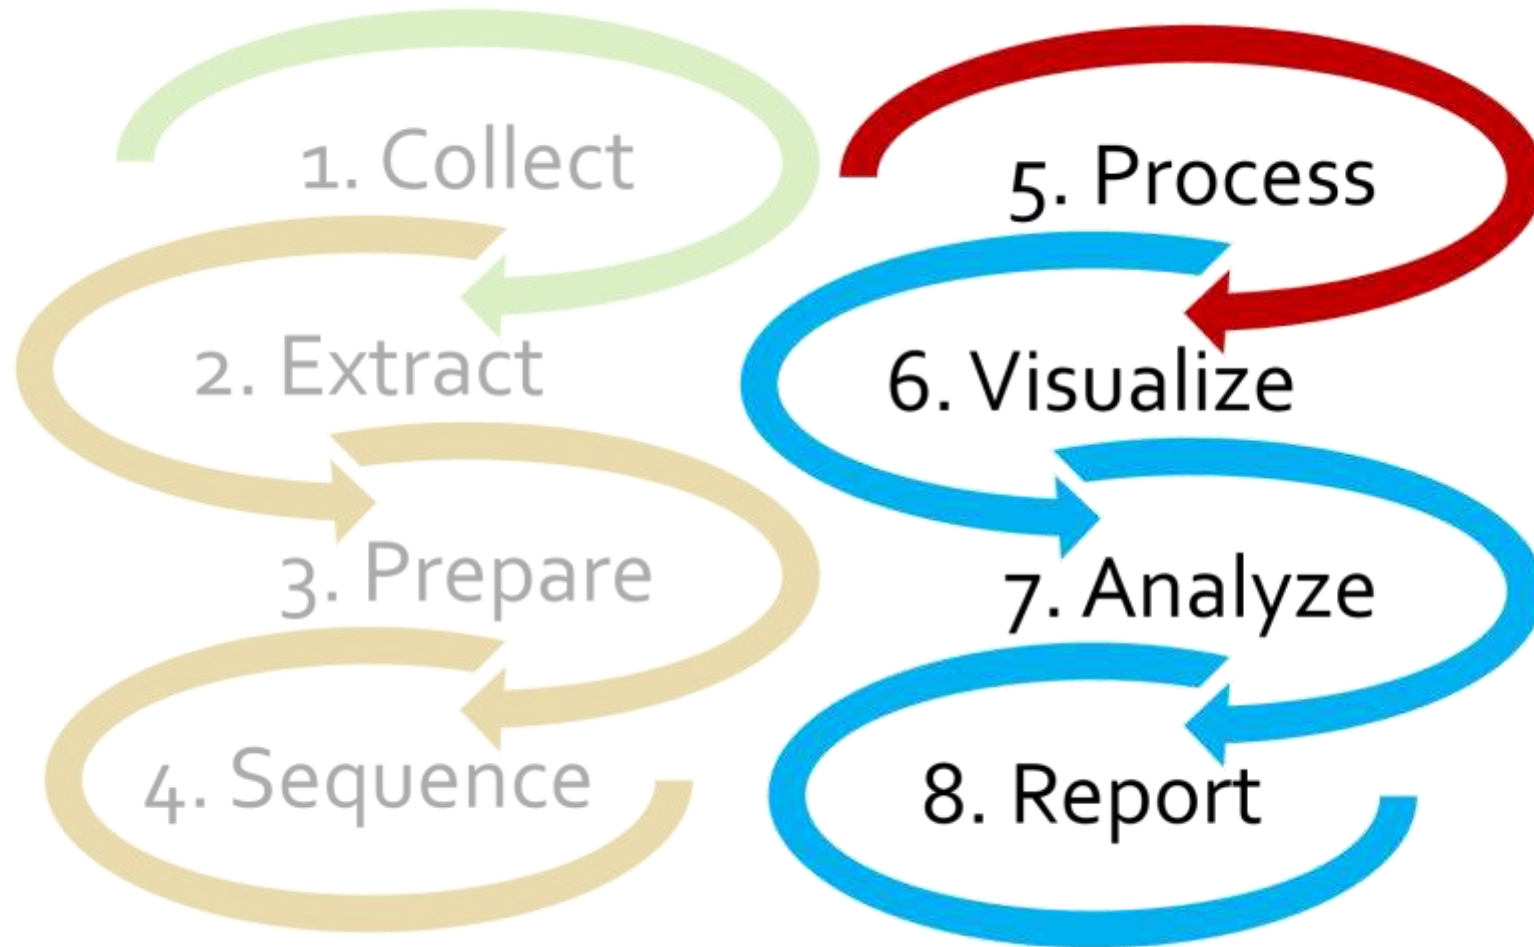 1. Collect
2. Extract
3. Prepare
4. Sequence
5. Process
6. Visualize
7. Analyze
8. Report